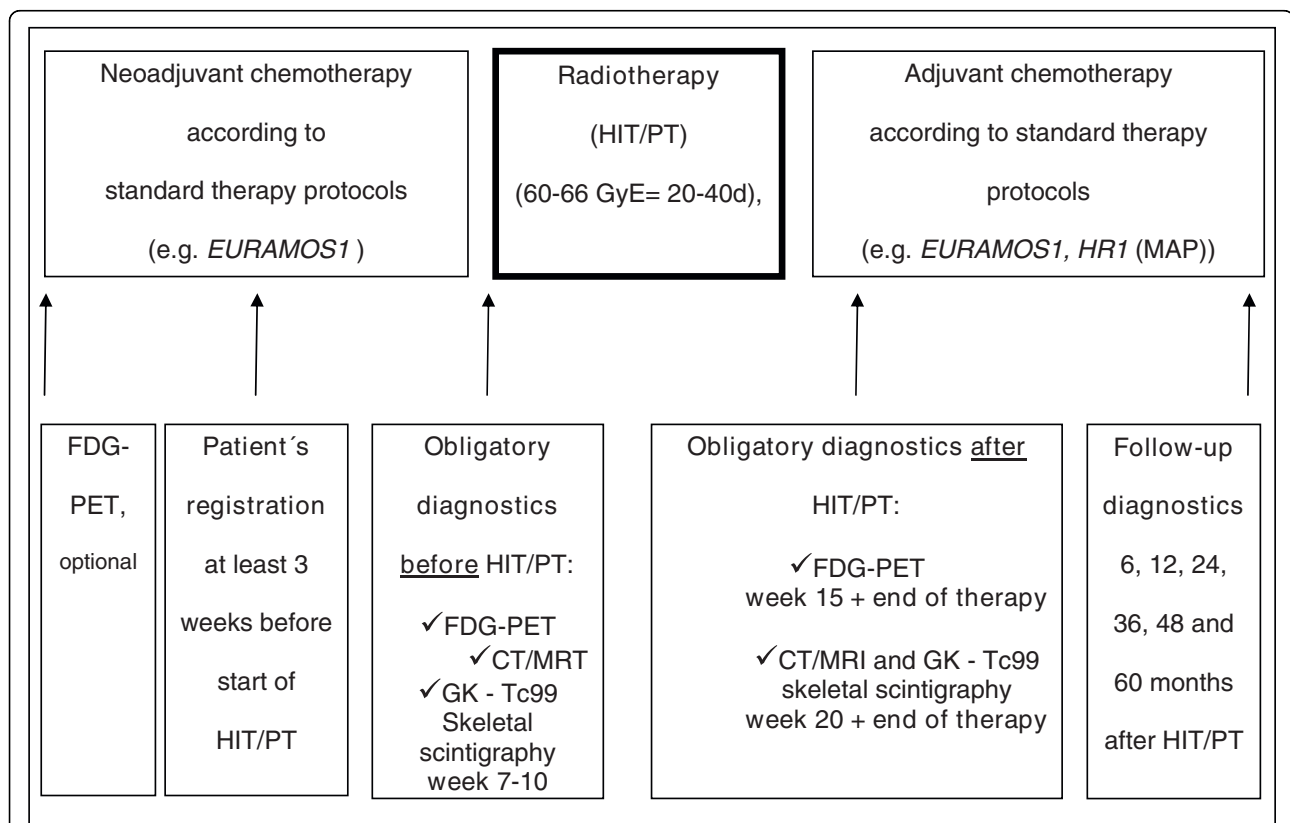 Neoadjuvant chemotherapy
according to
standard therapy protocols
(e.g. EURAMOS1 )
Radiotherapy
(HIT/PT)
(60-66 GyE= 20-40d),
Adjuvant chemotherapy
according to standard therapy
protocols
(e.g. EURAMOS1, HR1 (MAP))
FDG-
PET,
optional
Patient´s
registration
at least 3
weeks before
start of
HIT/PT
Obligatory
diagnostics
before HIT/PT:
✓FDG-PET
✓CT/MRT
✓GK - Tc99
Skeletal
scintigraphy
week 7-10
Obligatory diagnostics after
HIT/PT:
✓FDG-PET
week 15 + end of therapy
✓CT/MRI and GK - Tc99
skeletal scintigraphy
week 20 + end of therapy
Follow-up
diagnostics
6, 12, 24,
36, 48 and
60 months
after HIT/PT